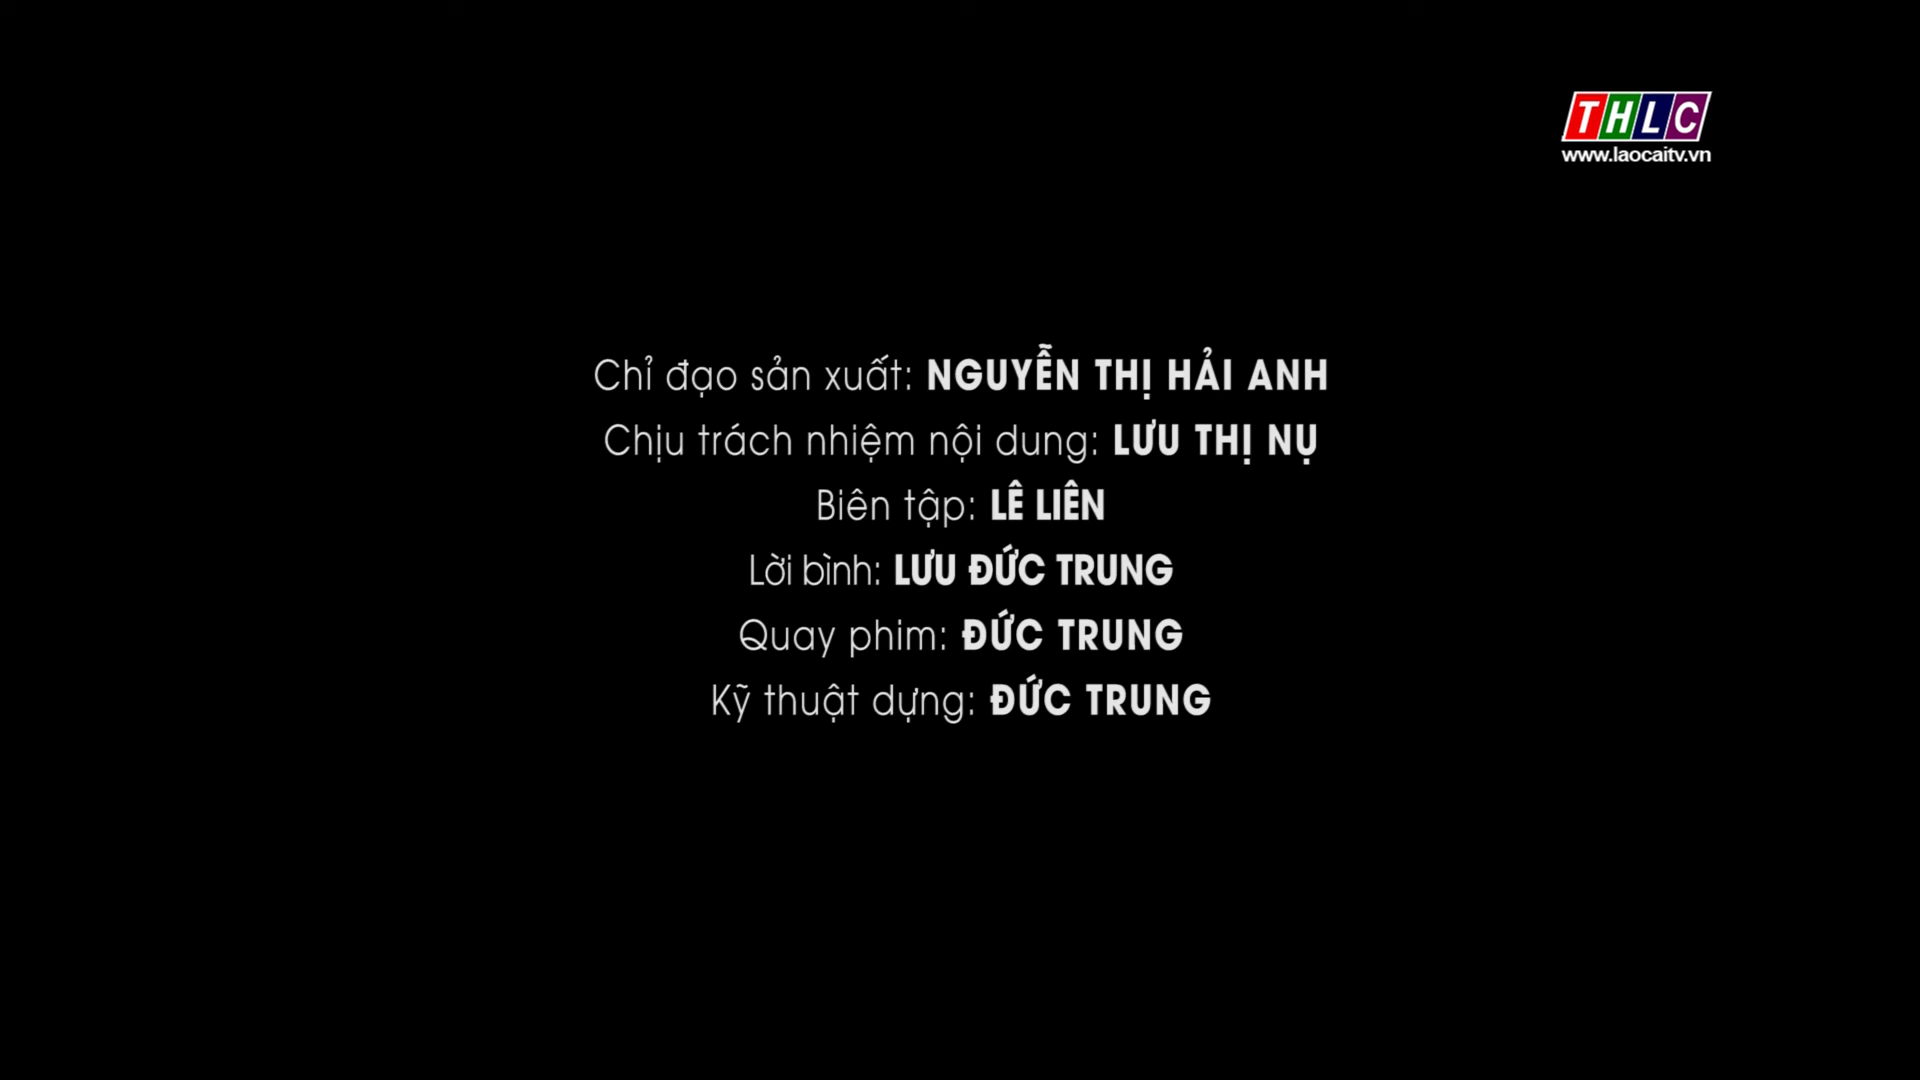 THLC
www.laocaitv.vn
Chỉ đạo sản xuất: NGUYỄN THỊ HẢI ANH
Chịu trách nhiệm nội dung: LƯU THỊ NỤ
Biên tập: LÊ LIÊN
Lời bình: LƯU ĐỨC TRUNG
Quay phim: ĐỨC TRUNG
Kỹ thuật dựng: ĐỨC TRUNG